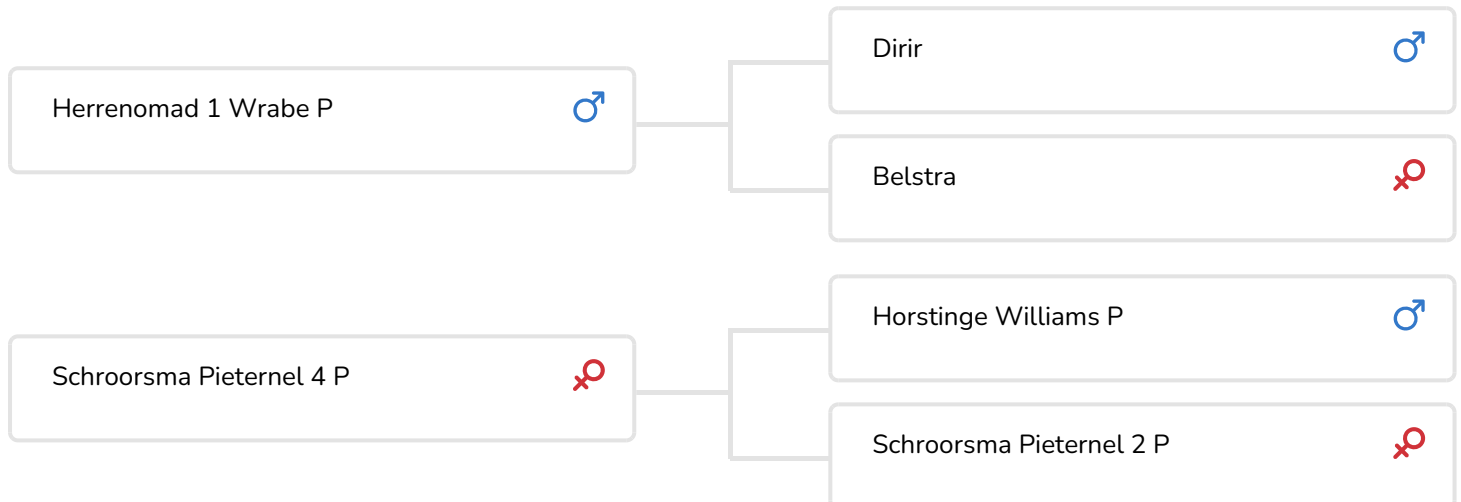 Dirir
Herrenomad 1 Wrabe P
Belstra
Horstinge Williams P
Schroorsma Pieternel 4 P
Schroorsma Pieternel 2 P